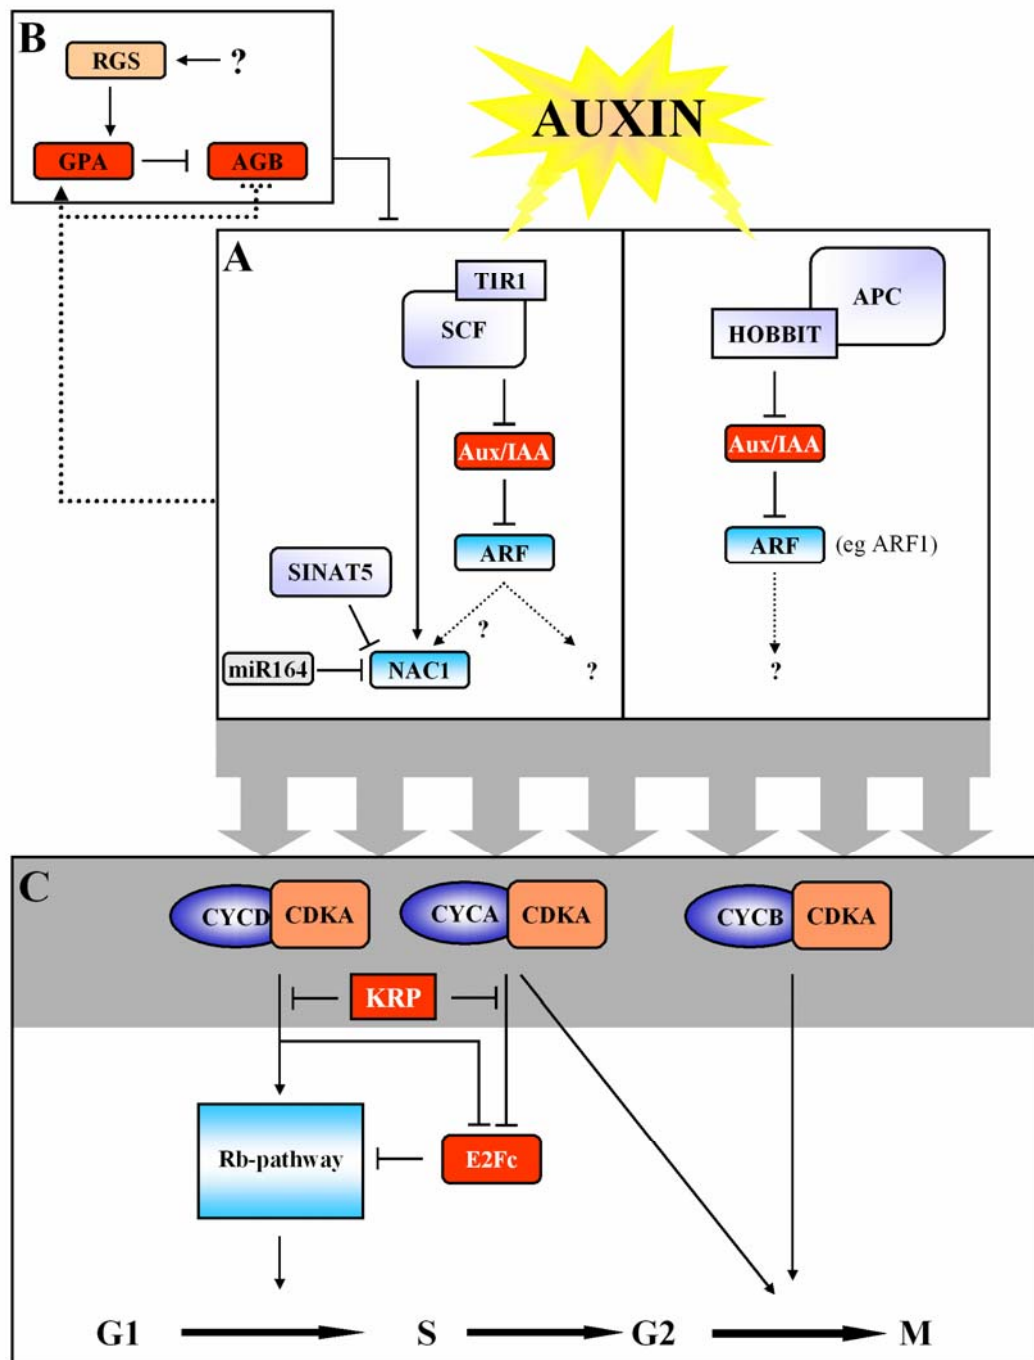 B
RGS
?
GPA
AGB
AUXIN
A
TIR1
SCF
Aux/IAA
ARF
SINAT5
?
miR164
NAC1
?
APC
HOBBIT
Aux/IAA
ARF (eg ARF1)
?
C
CYCD CDKA
CYCA CDKA
CYCB CDKA
KRP
Rb-pathway
E2Fc
G1 S G2 M